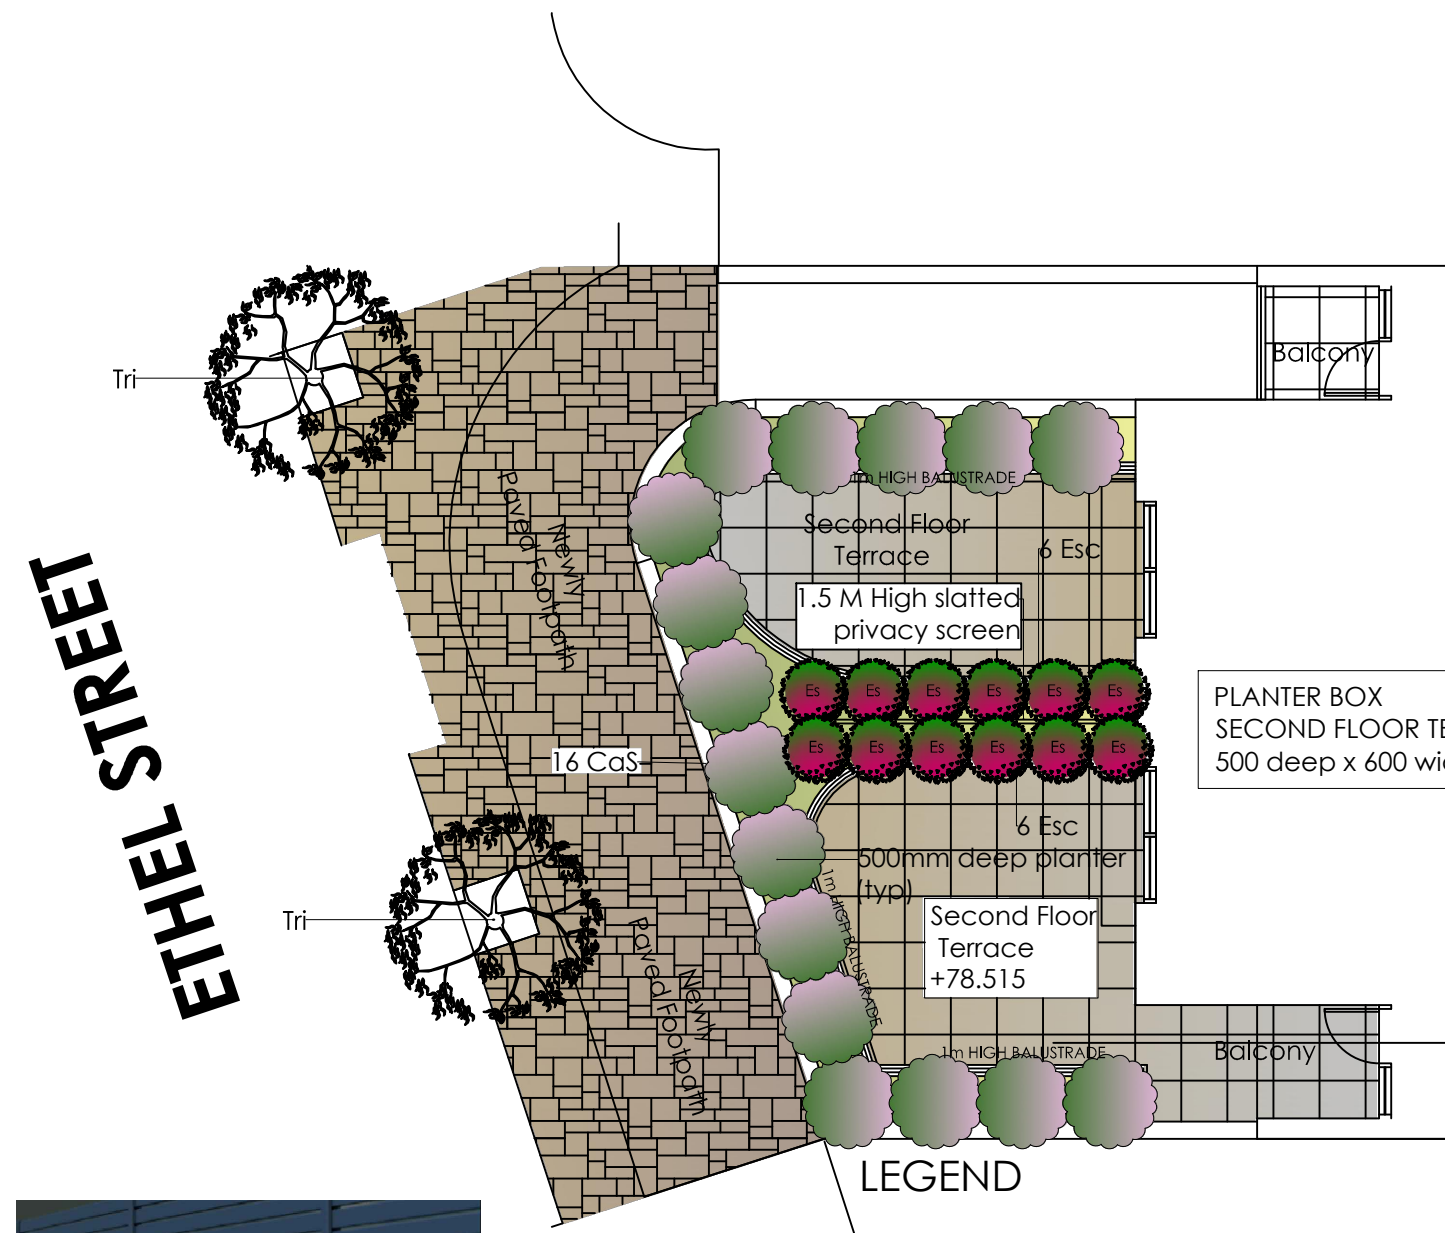 Tri
Balcony
1m HIGH BALUSTRADE
Second Floor
Terrace
6 Esc
1.5 M High slatted
privacy screen
Newly
Paved Footpath
ETHEL STREET
Es Es Es Es Es Es
Es Es Es Es Es Es
PLANTER BOX
SECOND FLOOR TE
500 deep x 600 wid
16 CaS
6 Esc
500mm deep planter
(typ)
1m HIGH BALUSTRADE
Second Floor
Terrace
+78.515
Tri
Newly
Paved Footpath
1m HIGH BALUSTRADE
Balcony
LEGEND